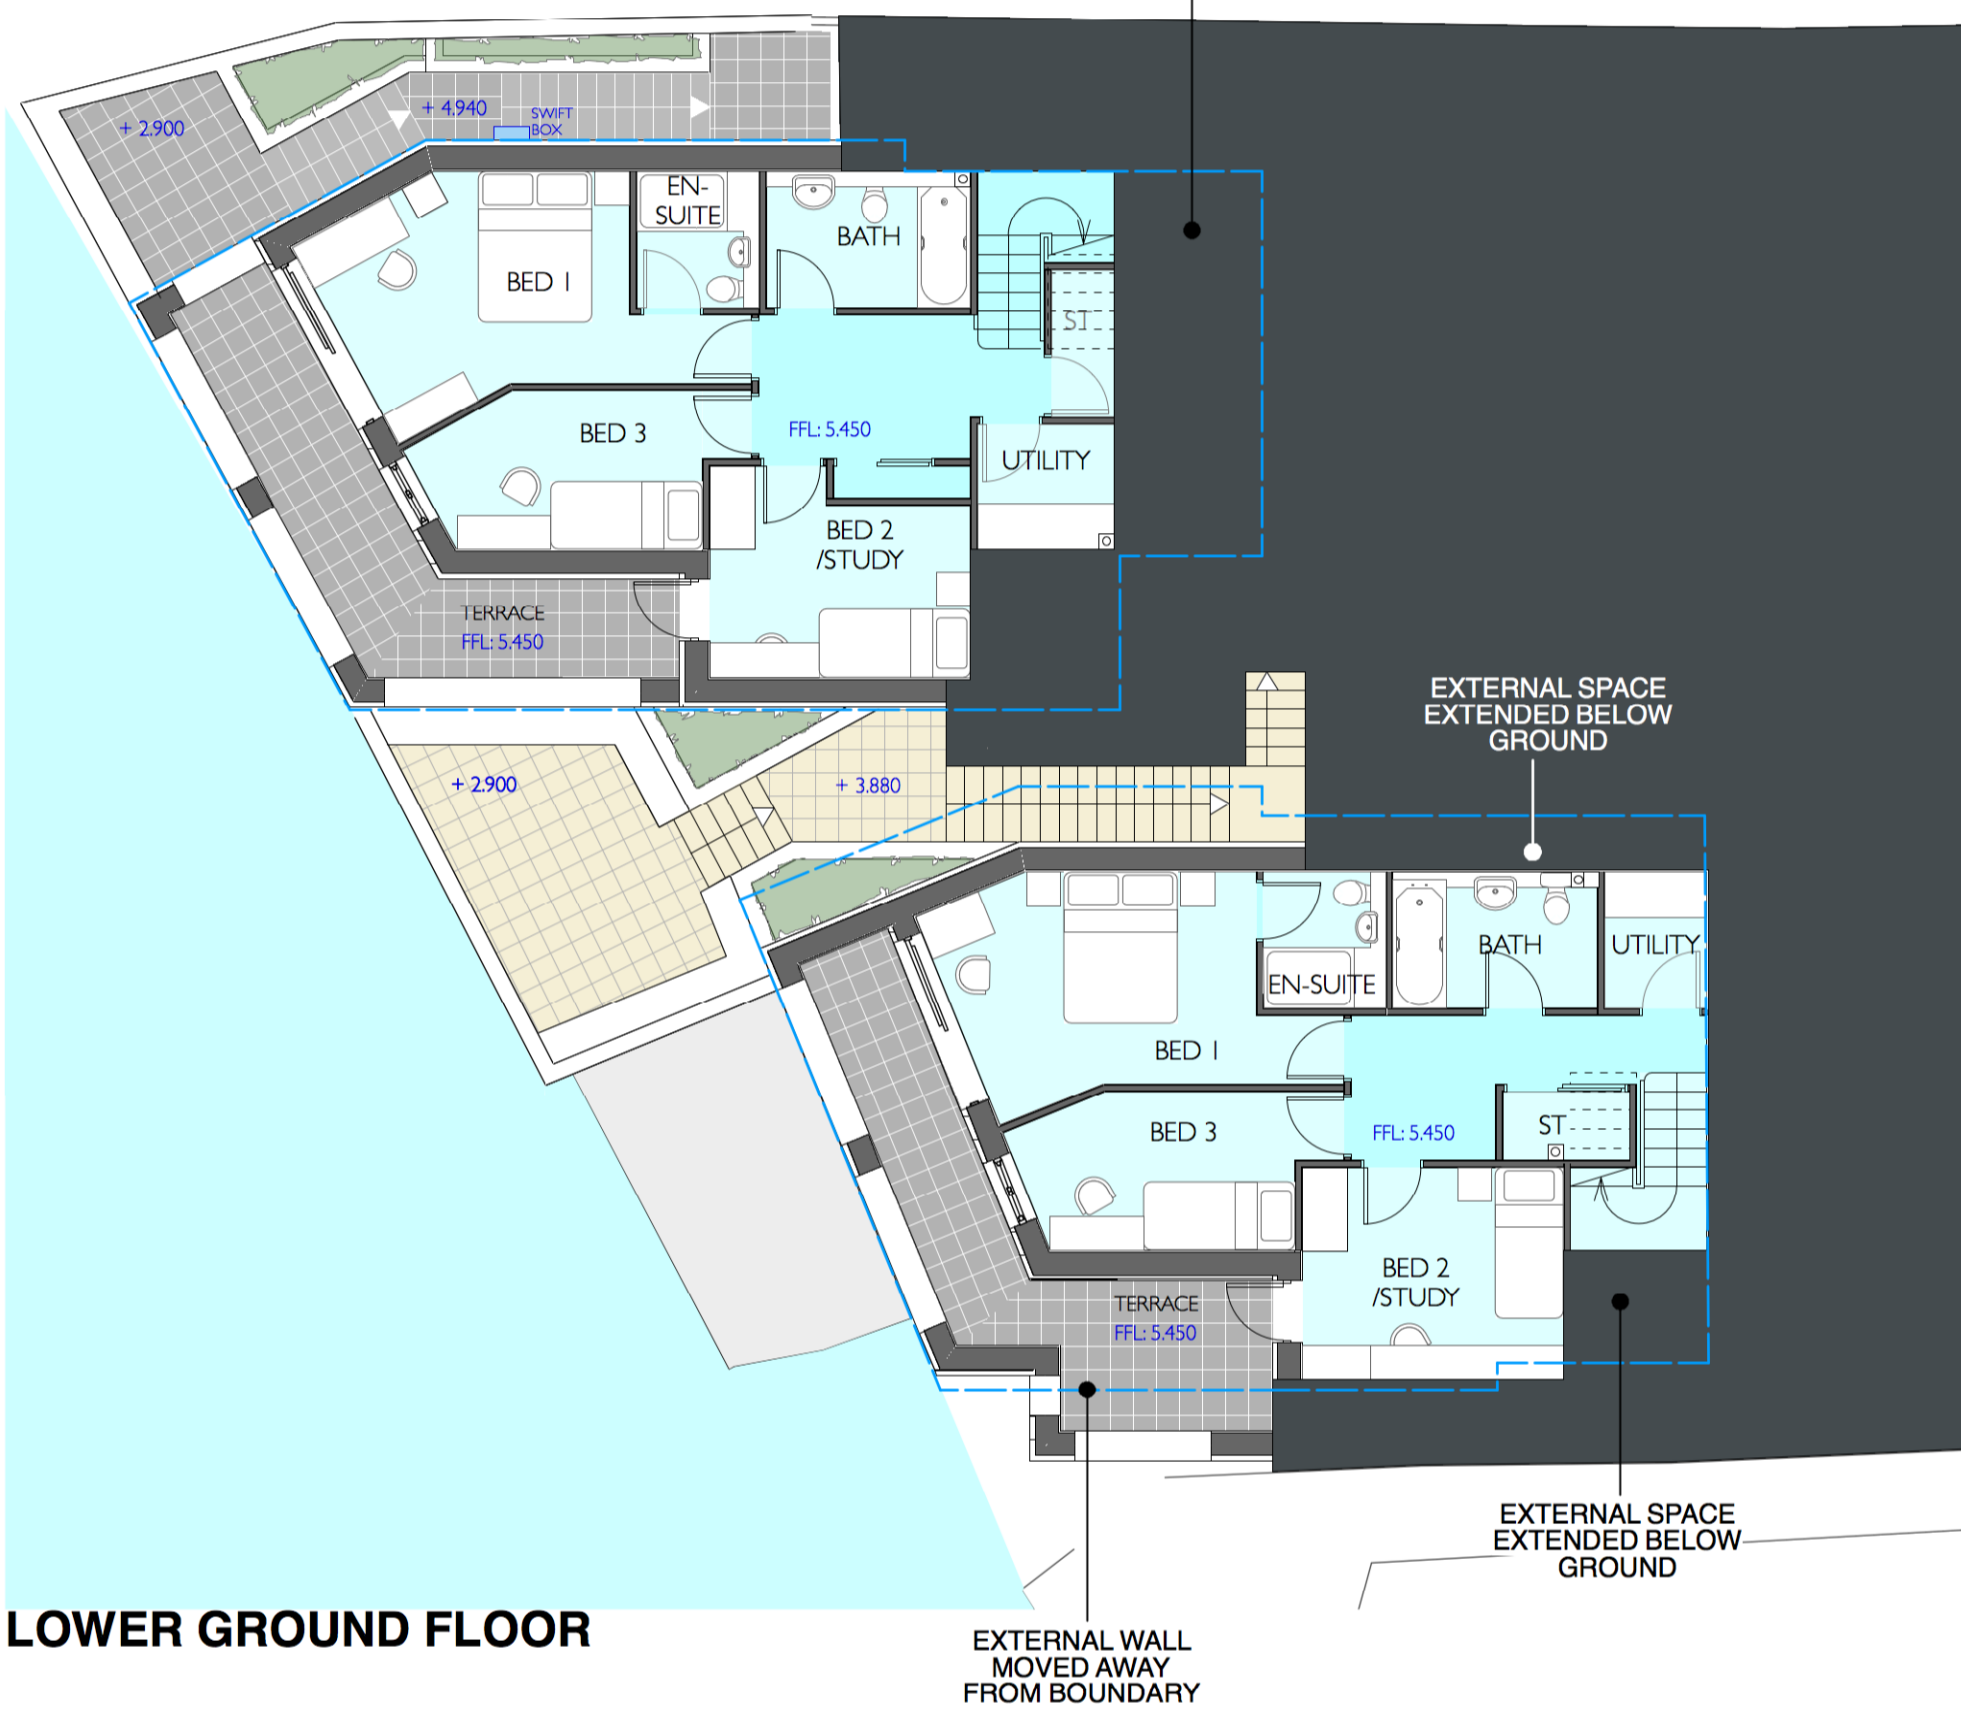 + 2.900
+ 4.940
SWIFT
BOX
EN-
SUITE
BATH
BED 1
ST
BED 3
FFL: 5.450
UTILITY
BED 2
/STUDY
TERRACE
FFL: 5.450
EXTERNAL SPACE
EXTENDED BELOW
GROUND
+ 2.900
+ 3.880
BATH
UTILITY
EN-SUITE
BED 1
BED 3
FFL: 5.450
ST
BED 2
/STUDY
TERRACE
FFL: 5.450
EXTERNAL SPACE
EXTENDED BELOW
GROUND
LOWER GROUND FLOOR
EXTERNAL WALL
MOVED AWAY
FROM BOUNDARY